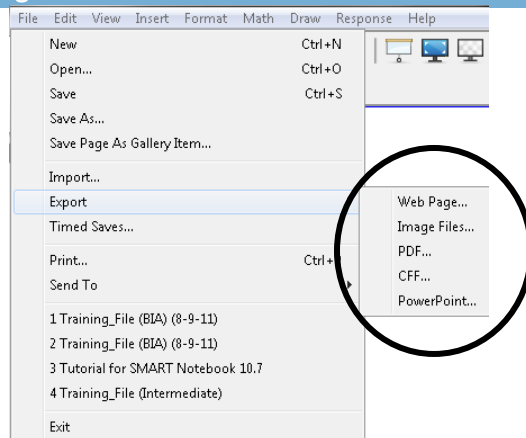 File Edit View Insert Format Math Draw Response Help
New Ctrl+N
Open... Ctrl+O
Save Ctrl+S
Save As...
Save Page As Gallery Item...
Import...
Export
Timed Saves...
Print... Ctrl+
Send To
1 Training_File (BIA) (8-9-11)
2 Training_File (BIA) (8-9-11)
3 Tutorial for SMART Notebook 10.7
4 Training_File (Intermediate)
Exit
Web Page...
Image Files...
PDF...
CFF...
PowerPoint...